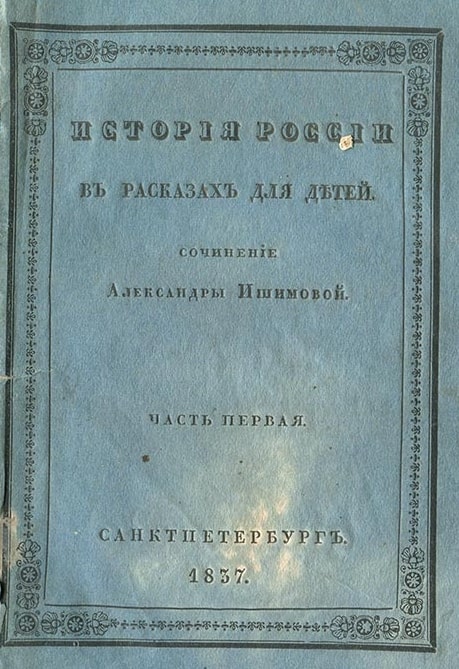 ИСТОРІЯ РОССІИ
ВЪ РАСКАЗАХЪ ДЛЯ ДѢТЕЙ.
СОЧИНЕНІЕ
АЛЕКСАНДРЫ ИШИМОВОЙ.
ЧАСТЬ ПЕРВАЯ.
САНКТПЕТЕРБУРГЪ.
1837.